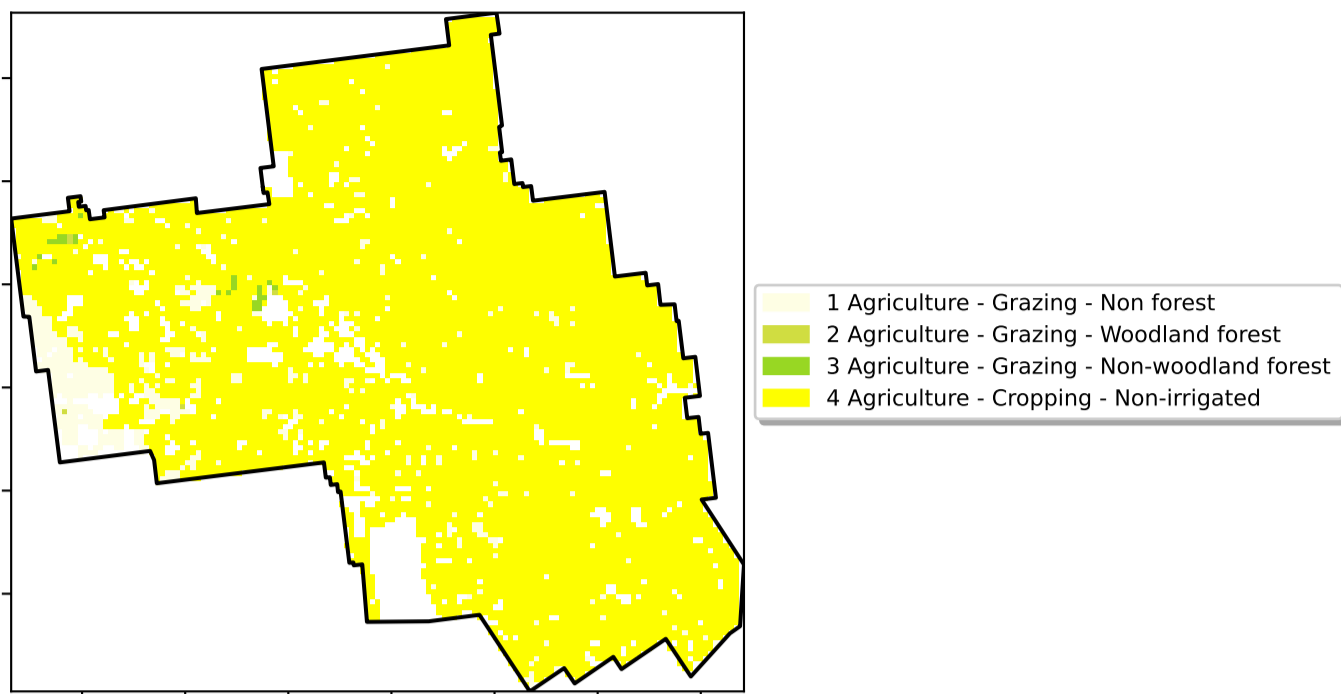 1 Agriculture - Grazing - Non forest
2 Agriculture - Grazing - Woodland forest
3 Agriculture - Grazing - Non-woodland forest
4 Agriculture - Cropping - Non-irrigated